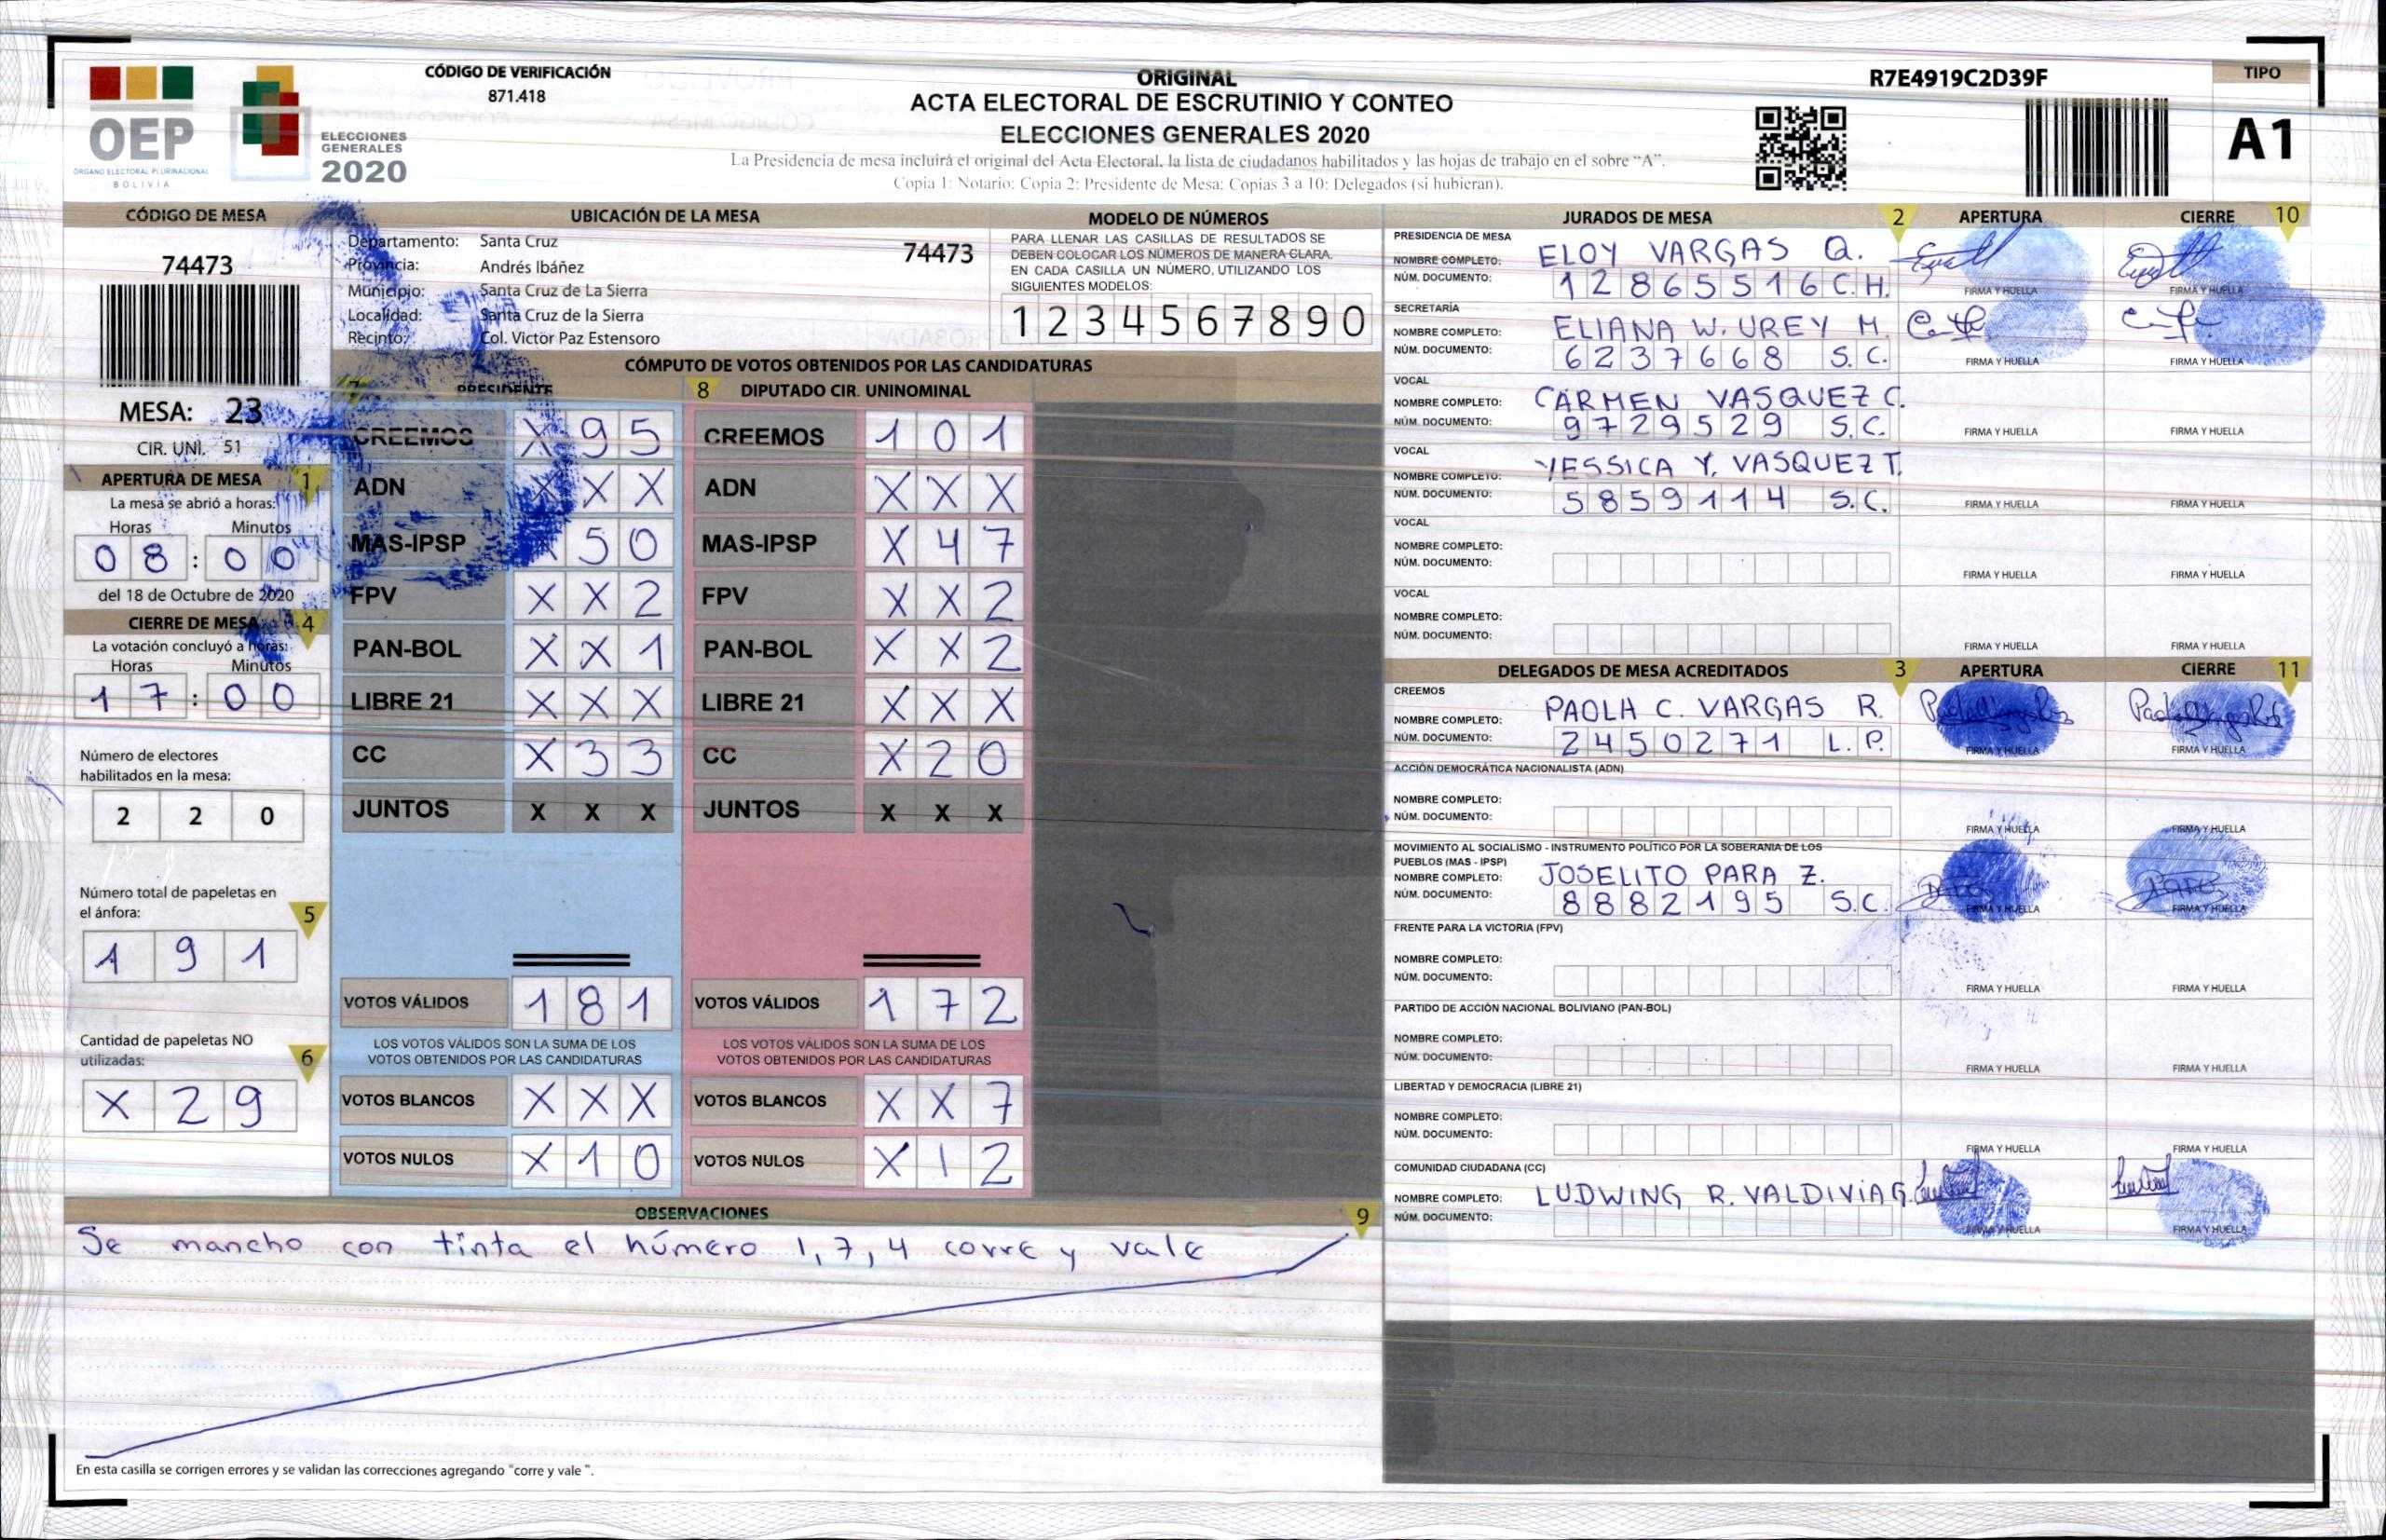 OEP
ÓRGANO ELECTORAL PLURINACIONAL
BOLIVIA
ELECCIONES
GENERALES
2020
CÓDIGO DE VERIFICACIÓN
871.418
ORIGINAL
ACTA ELECTORAL DE ESCRUTINIO Y CONTEO
ELECCIONES GENERALES 2020
La Presidencia de mesa incluirá el original del Acta Electoral, la lista de ciudadanos habilitados y las hojas de trabajo en el sobre “A”.
Copia 1: Notario: Copia 2: Presidente de Mesa: Copias 3 a 10: Delegados (si hubieran).
R7E4919C2D39F
TIPO
A1
CÓDIGO DE MESA
74473
MESA: 23
CIR. UNI. 51
APERTURA DE MESA 1
La mesa se abrió a horas:
Horas Minutos
0 8 : 0 0
del 18 de Octubre de 2020
CIERRE DE MESA 4
La votación concluyó a horas:
Horas Minutos
1 7 : 0 0
Número de electores
habilitados en la mesa:
2 2 0
Número total de papeletas en
el ánfora: 5
1 9 1
Cantidad de papeletas NO
utilizadas: 6
X 2 9
UBICACIÓN DE LA MESA
Departamento: Santa Cruz
74473
Provincia: Andrés Ibáñez
Municipio: Santa Cruz de La Sierra
Localidad: Santa Cruz de la Sierra
Recinto: Col. Victor Paz Estensoro
MODELO DE NÚMEROS
PARA LLENAR LAS CASILLAS DE RESULTADOS SE
DEBEN COLOCAR LOS NÚMEROS DE MANERA CLARA.
EN CADA CASILLA UN NÚMERO, UTILIZANDO LOS
SIGUIENTES MODELOS:
1 2 3 4 5 6 7 8 9 0
CÓMPUTO DE VOTOS OBTENIDOS POR LAS CANDIDATURAS
7 PRESIDENTE 8 DIPUTADO CIR. UNINOMINAL
CREEMOS X 9 5 CREEMOS 1 0 1
ADN X X X ADN X X X
MAS-IPSP X 5 0 MAS-IPSP X 4 7
FPV X X 2 FPV X X 2
PAN-BOL X X 1 PAN-BOL X X 2
LIBRE 21 X X X LIBRE 21 X X X
CC X 3 3 CC X 2 0
JUNTOS X X X JUNTOS X X X
VOTOS VÁLIDOS 1 8 1 VOTOS VÁLIDOS 1 7 2
LOS VOTOS VÁLIDOS SON LA SUMA DE LOS LOS VOTOS VÁLIDOS SON LA SUMA DE LOS
VOTOS OBTENIDOS POR LAS CANDIDATURAS VOTOS OBTENIDOS POR LAS CANDIDATURAS
VOTOS BLANCOS X X X VOTOS BLANCOS X X 7
VOTOS NULOS X 1 0 VOTOS NULOS X 1 2
OBSERVACIONES 9
Se mancho con tinta el número 1, 7, 4 corre y vale
En esta casilla se corrigen errores y se validan las correcciones agregando "corre y vale ".
JURADOS DE MESA 2 APERTURA CIERRE 10
PRESIDENCIA DE MESA
NOMBRE COMPLETO: ELOY VARGAS Q.
NÚM. DOCUMENTO: 12865516 C.H.
FIRMA Y HUELLA FIRMA Y HUELLA
SECRETARÍA
NOMBRE COMPLETO: ELIANA W. UREY M.
NÚM. DOCUMENTO: 6237668 S.C.
FIRMA Y HUELLA FIRMA Y HUELLA
VOCAL
NOMBRE COMPLETO: CARMEN VASQUEZ C.
NÚM. DOCUMENTO: 9729529 S.C.
FIRMA Y HUELLA FIRMA Y HUELLA
VOCAL
NOMBRE COMPLETO: YESSICA Y. VASQUEZ T.
NÚM. DOCUMENTO: 5859114 S.C.
FIRMA Y HUELLA FIRMA Y HUELLA
VOCAL
NOMBRE COMPLETO:
NÚM. DOCUMENTO:
FIRMA Y HUELLA FIRMA Y HUELLA
VOCAL
NOMBRE COMPLETO:
NÚM. DOCUMENTO:
FIRMA Y HUELLA FIRMA Y HUELLA
DELEGADOS DE MESA ACREDITADOS 3 APERTURA CIERRE 11
CREEMOS
NOMBRE COMPLETO: PAOLA C. VARGAS R.
NÚM. DOCUMENTO: 2450271 L.P.
FIRMA Y HUELLA FIRMA Y HUELLA
ACCIÓN DEMOCRÁTICA NACIONALISTA (ADN)
NOMBRE COMPLETO:
NÚM. DOCUMENTO:
FIRMA Y HUELLA FIRMA Y HUELLA
MOVIMIENTO AL SOCIALISMO - INSTRUMENTO POLÍTICO POR LA SOBERANIA DE LOS
PUEBLOS (MAS - IPSP)
NOMBRE COMPLETO: JOSELITO PARA Z.
NÚM. DOCUMENTO: 8882195 S.C.
FIRMA Y HUELLA FIRMA Y HUELLA
FRENTE PARA LA VICTORIA (FPV)
NOMBRE COMPLETO:
NÚM. DOCUMENTO:
FIRMA Y HUELLA FIRMA Y HUELLA
PARTIDO DE ACCIÓN NACIONAL BOLIVIANO (PAN-BOL)
NOMBRE COMPLETO:
NÚM. DOCUMENTO:
FIRMA Y HUELLA FIRMA Y HUELLA
LIBERTAD Y DEMOCRACIA (LIBRE 21)
NOMBRE COMPLETO:
NÚM. DOCUMENTO:
FIRMA Y HUELLA FIRMA Y HUELLA
COMUNIDAD CIUDADANA (CC)
NOMBRE COMPLETO: LUDWING R. VALDIVIA G.
NÚM. DOCUMENTO:
FIRMA Y HUELLA FIRMA Y HUELLA